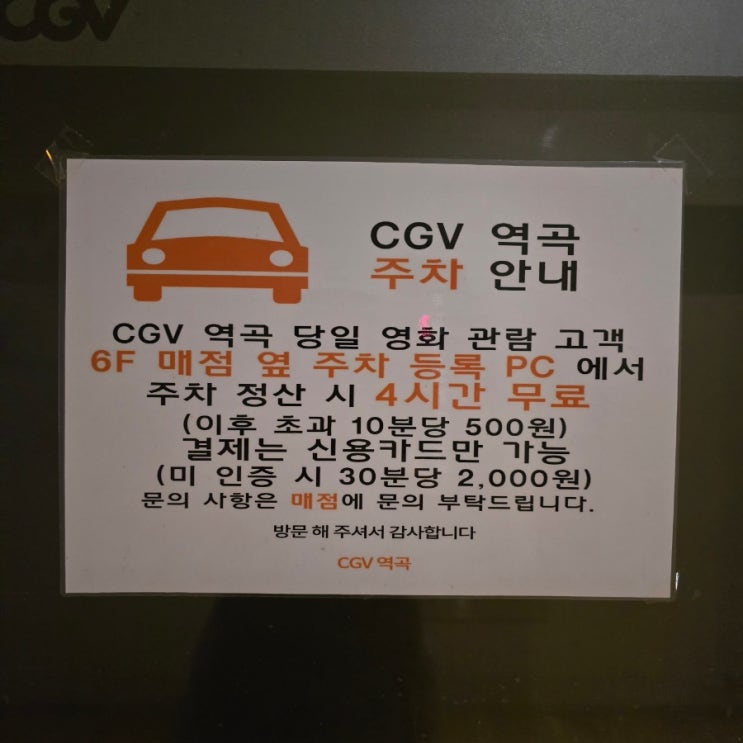 CGV
CGV 역곡
주차 안내
CGV 역곡 당일 영화 관람 고객
6F 매점 옆 주차 등록 PC 에서
주차 정산 시 4시간 무료
(이후 초과 10분당 500원)
결제는 신용카드만 가능
(미 인증 시 30분당 2,000원)
문의 사항은 매점에 문의 부탁드립니다.
방문 해 주셔서 감사합니다
CGV 역곡